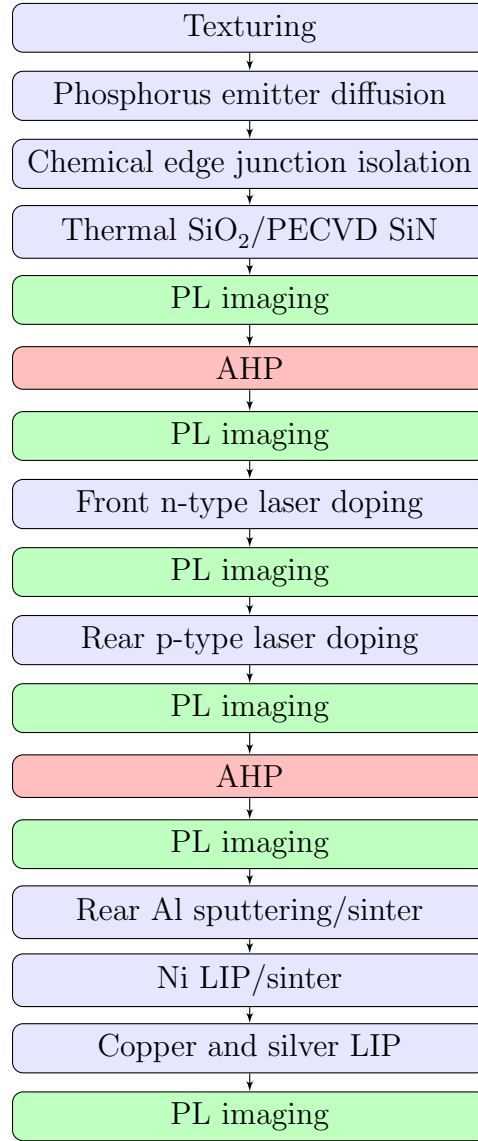 Texturing
Phosphorus emitter diffusion
Chemical edge junction isolation
Thermal SiO₂/PECVD SiN
PL imaging
AHP
PL imaging
Front n-type laser doping
PL imaging
Rear p-type laser doping
PL imaging
AHP
PL imaging
Rear Al sputtering/sinter
Ni LIP/sinter
Copper and silver LIP
PL imaging